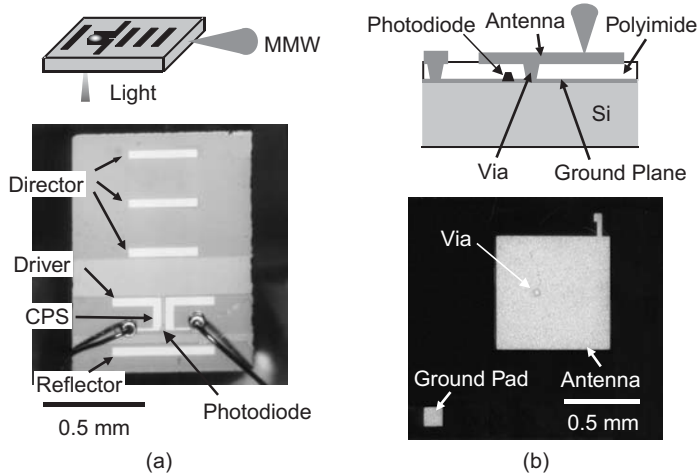 MMW
Light
Director
Driver
CPS
Reflector
Photodiode
0.5 mm
(a)
Antenna
Photodiode
Polyimide
Si
Via
Ground Plane
Via
Ground Pad
Antenna
0.5 mm
(b)